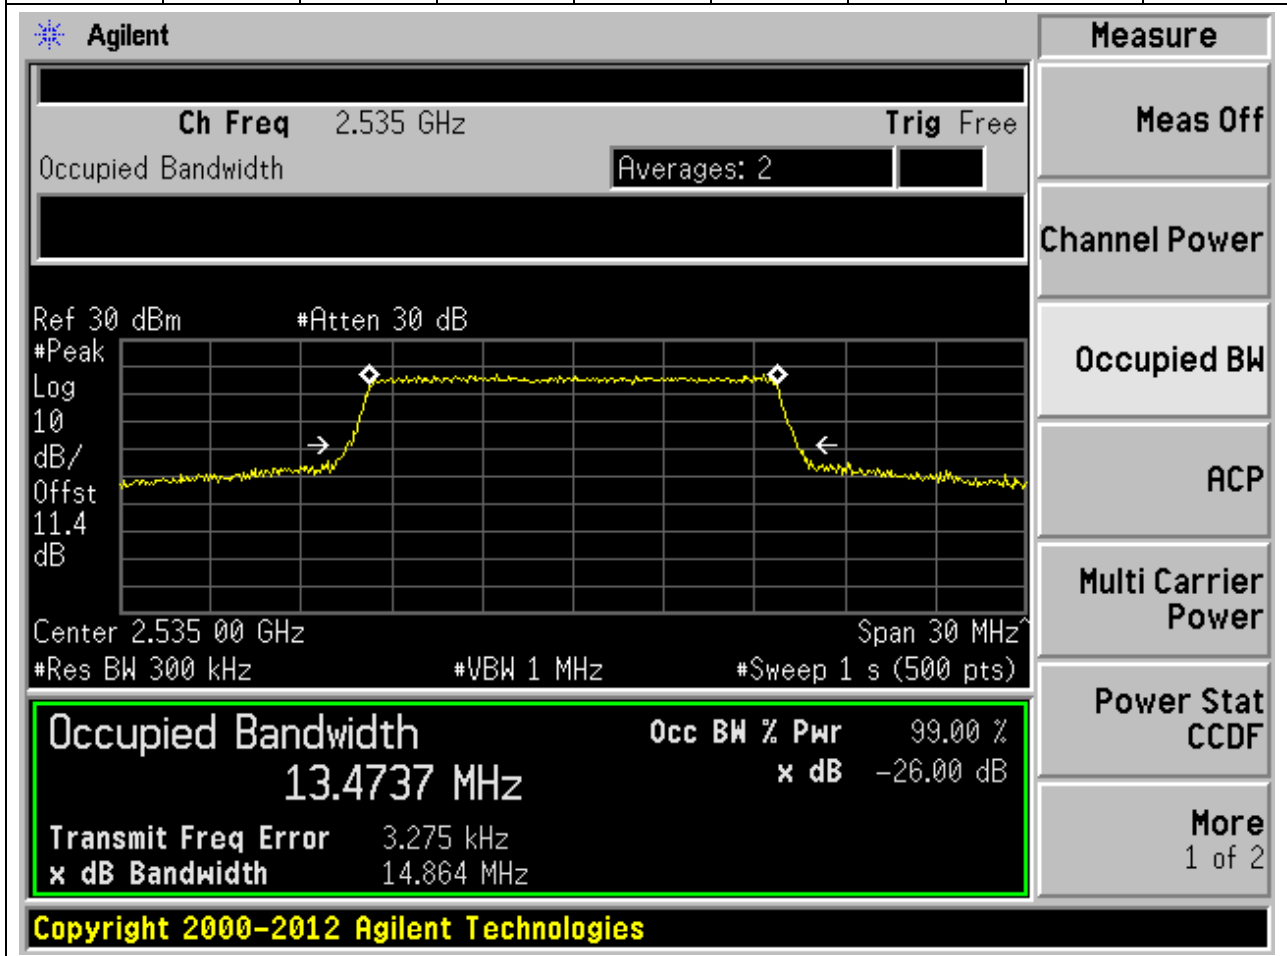 Agilent
Measure
Ch Freq 2.535 GHz Trig Free
Occupied Bandwidth Averages: 2
Meas Off
Channel Power
Occupied BW
ACP
Multi Carrier
Power
Power Stat
CCDF
More
1 of 2
Ref 30 dBm #Atten 30 dB
#Peak
Log
10
dB/
Offst
11.4
dB
Center 2.535 00 GHz Span 30 MHz^
#Res BW 300 kHz #VBW 1 MHz #Sweep 1 s (500 pts)
Occupied Bandwidth Occ BW % Pwr 99.00 %
13.4737 MHz x dB -26.00 dB
Transmit Freq Error 3.275 kHz
x dB Bandwidth 14.864 MHz
Copyright 2000-2012 Agilent Technologies